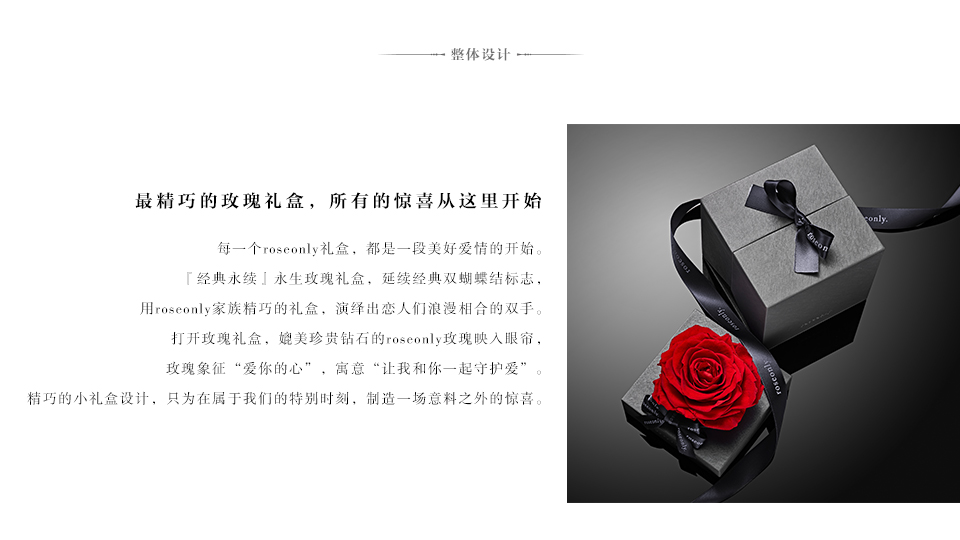 整体设计
最精巧的玫瑰礼盒，所有的惊喜从这里开始
每一个roseonly礼盒，都是一段美好爱情的开始。
「经典永续」永生玫瑰礼盒，延续经典双蝴蝶结标志，
用roseonly家族精巧的礼盒，演绎出恋人们浪漫相合的双手。
打开玫瑰礼盒，媲美珍贵钻石的roseonly玫瑰映入眼帘，
玫瑰象征“爱你的心”，寓意“让我和你一起守护爱”。
精巧的小礼盒设计，只为在属于我们的特别时刻，制造一场意料之外的惊喜。
seonly.
roseon
roseonly.
roseonly.
roseonly.
roseonly.